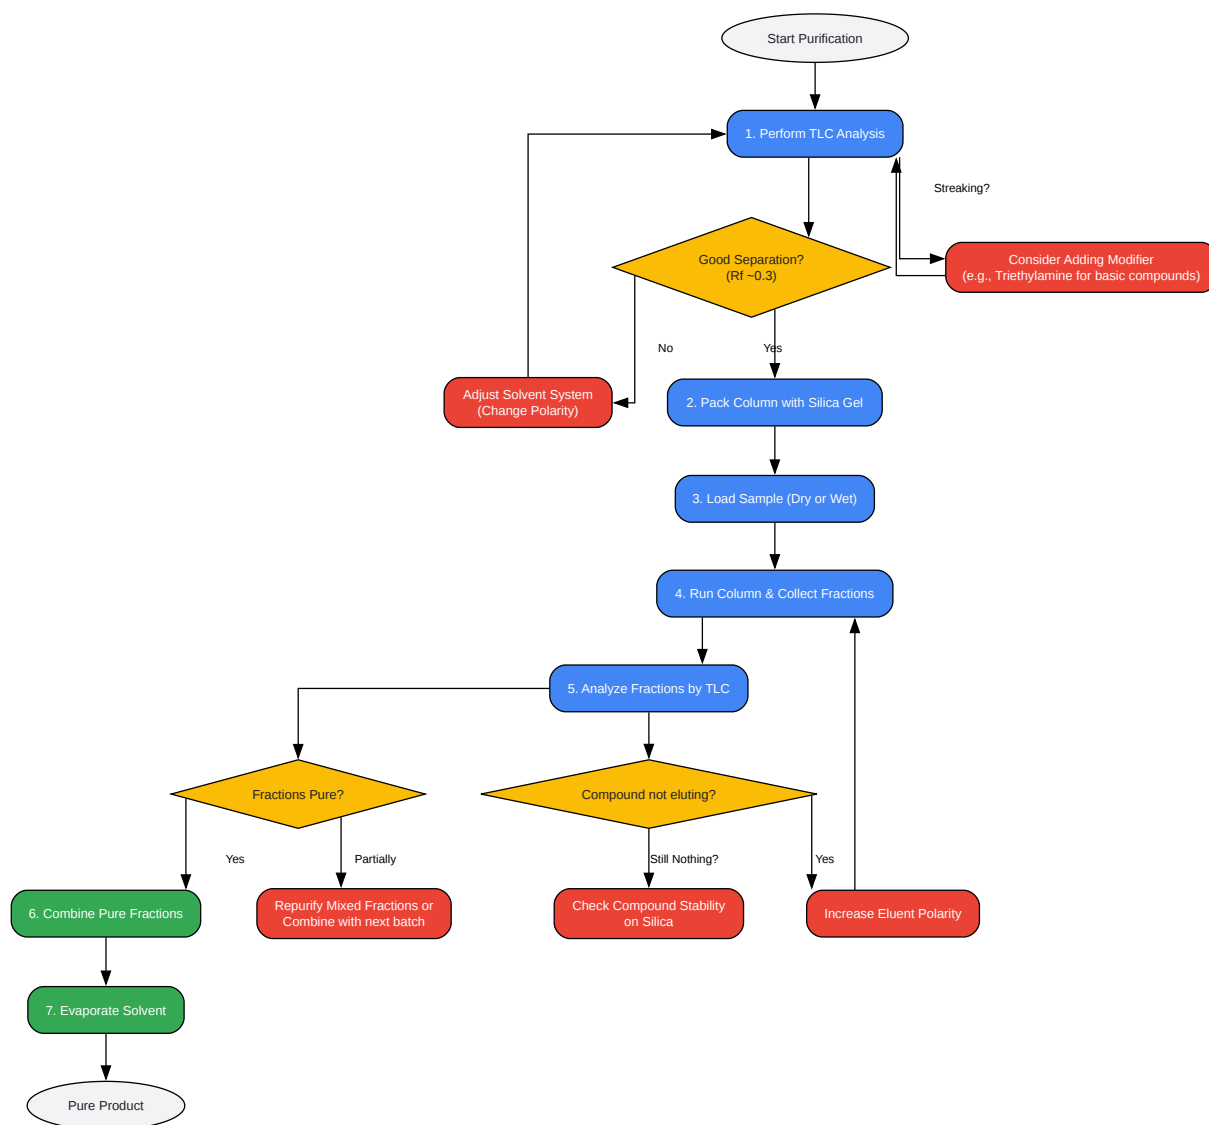 Start Purification
1. Perform TLC Analysis
Streaking?
Good Separation?
(Rf ~0.3)
Consider Adding Modifier
(e.g., Triethylamine for basic compounds)
No
Yes
Adjust Solvent System
(Change Polarity)
2. Pack Column with Silica Gel
3. Load Sample (Dry or Wet)
4. Run Column & Collect Fractions
5. Analyze Fractions by TLC
Fractions Pure?
Compound not eluting?
Yes
Partially
Still Nothing?
Yes
6. Combine Pure Fractions
Repurify Mixed Fractions or
Combine with next batch
Check Compound Stability
on Silica
Increase Eluent Polarity
7. Evaporate Solvent
Pure Product